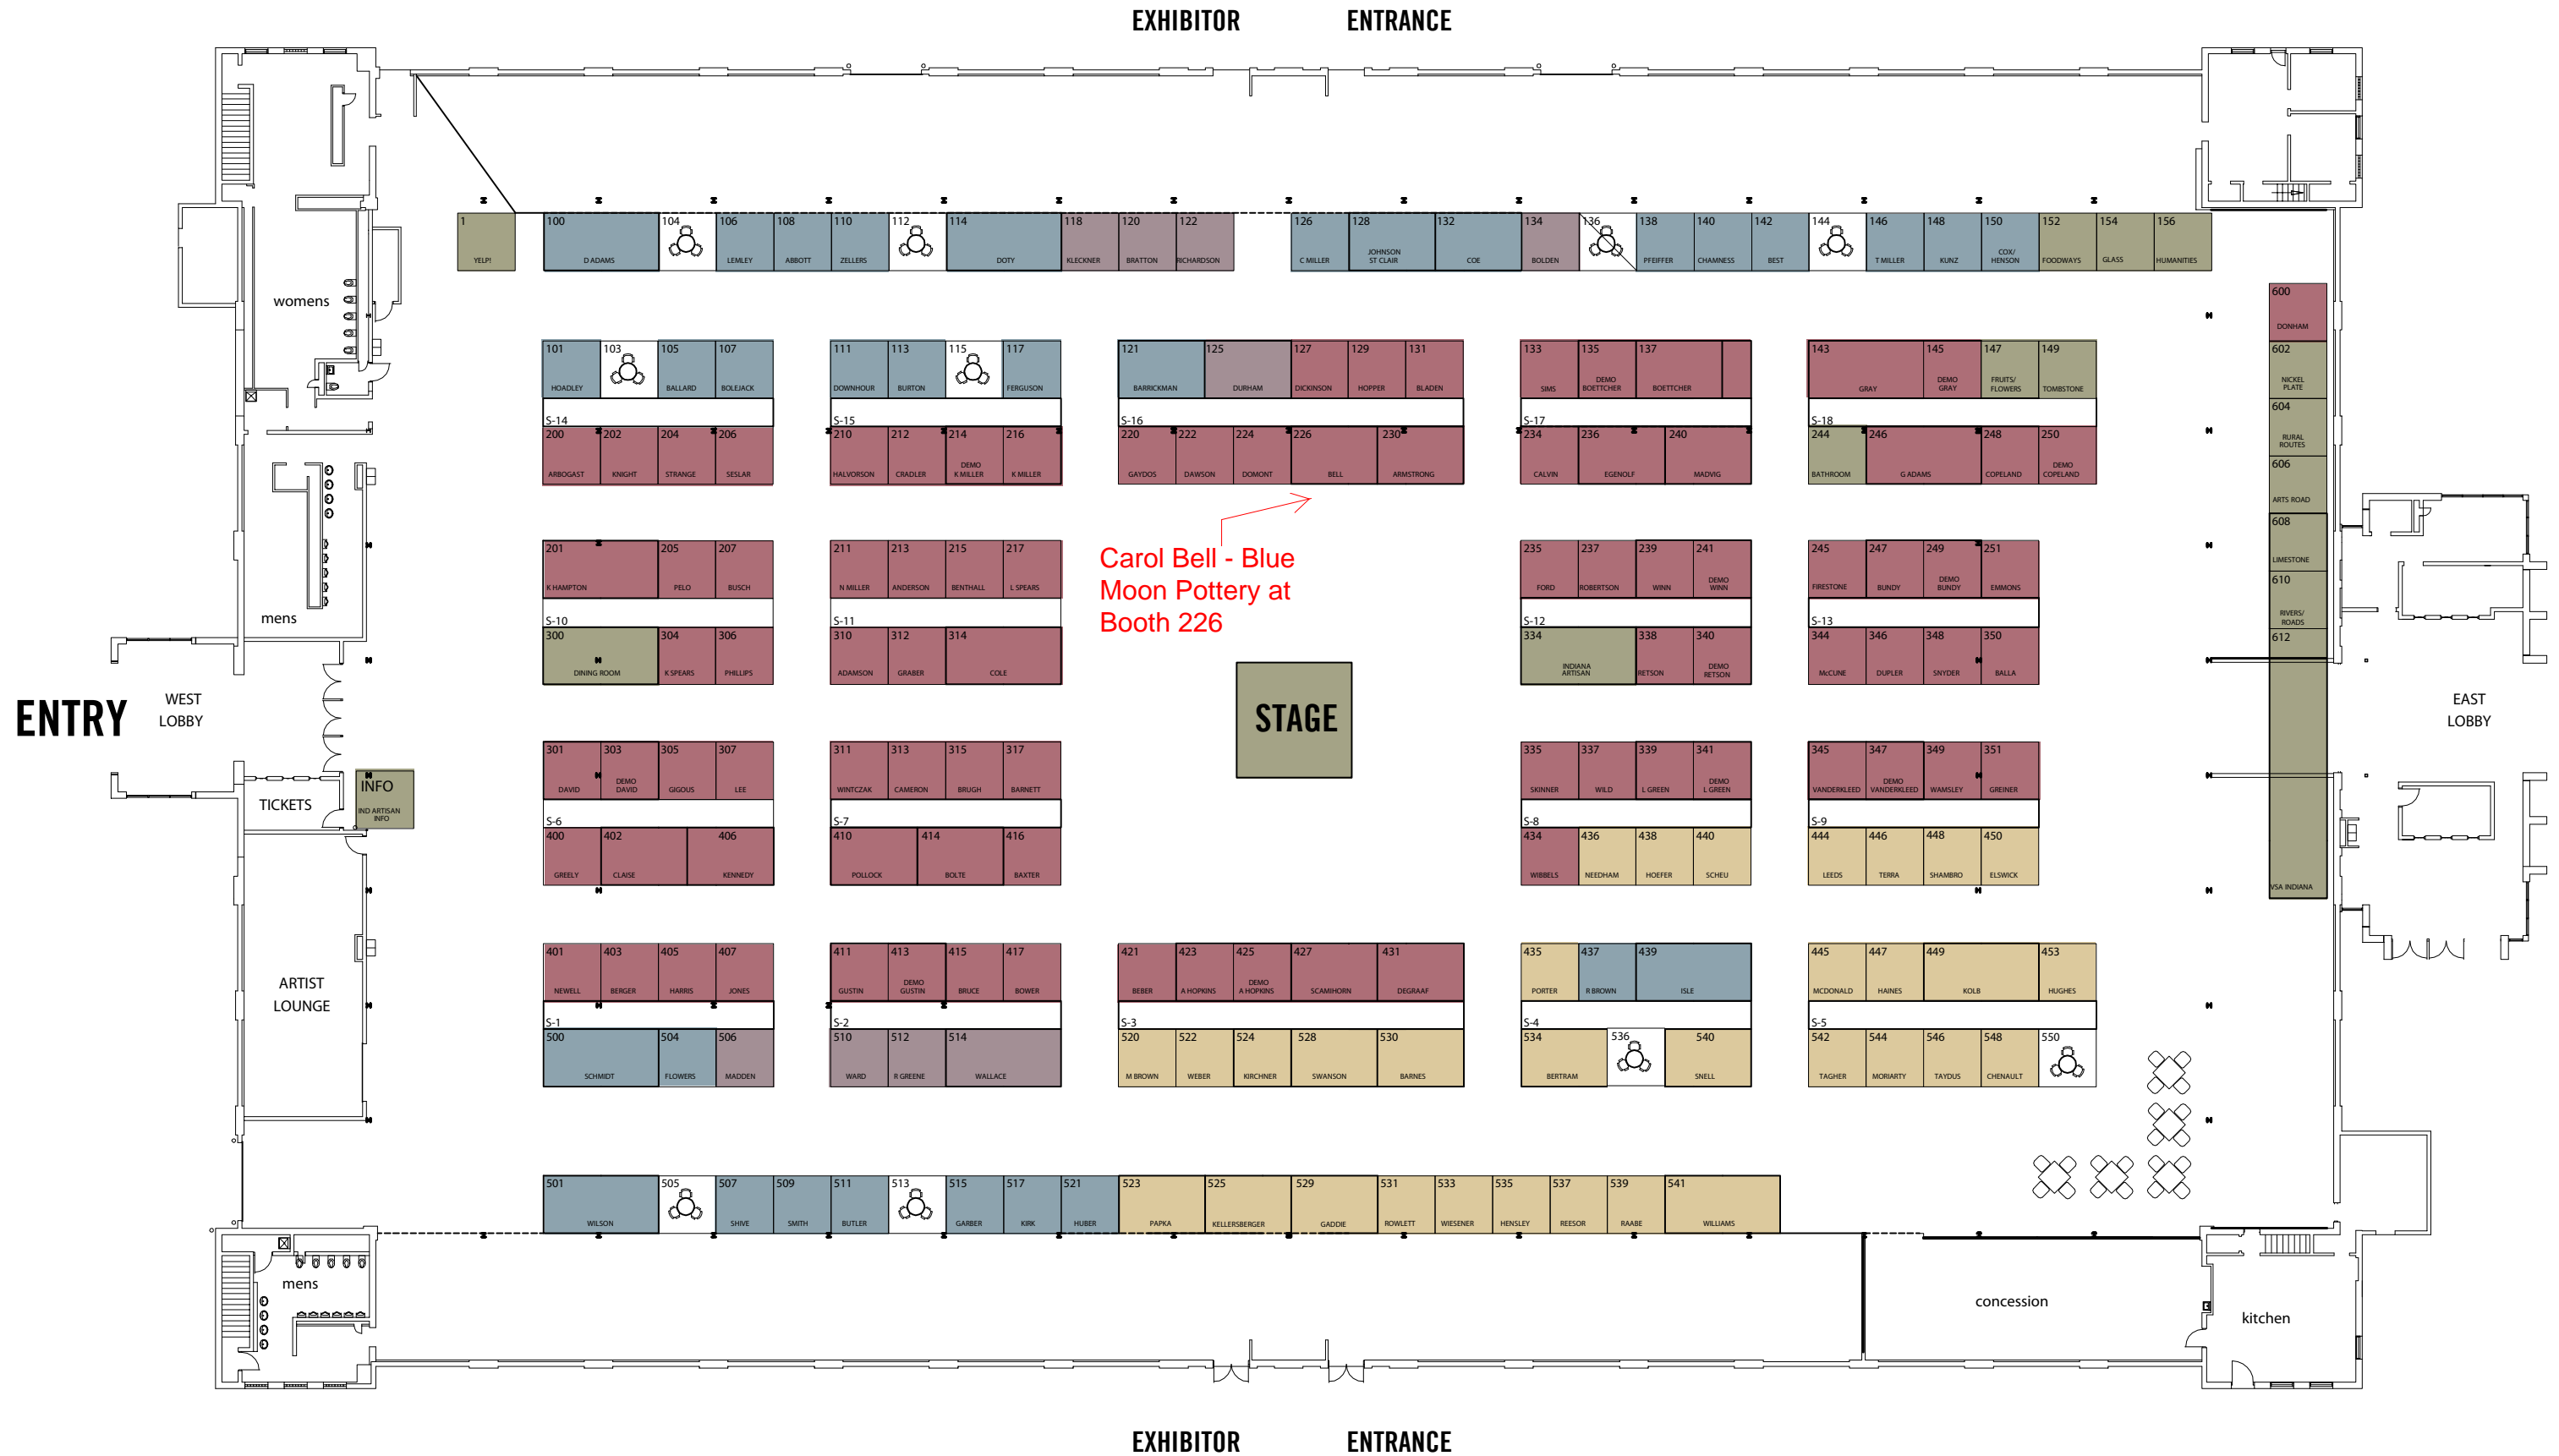 EXHIBITOR ENTRANCE
1 100 104 106 108 110 112 114 118 120 122 126 128 132 134 136 138 140 142 144 146 148 150 152 154 156
YELP! D ADAMS LEMLEY ABBOTT ZELLERS DOTY KLECKNER BRATTON RICHARDSON C MILLER JOHNSON ST CLAIR COE BOLDEN PFEIFFER CHAMNESS BEST T MILLER KUNZ COX/ HENSON FOODWAYS GLASS HUMANITIES
womens
600
DONHAM
101 103 105 107 111 113 115 117 121 125 127 129 131 133 135 137 143 145 147 149
HOADLEY BALLARD BOLEJACK DOWNHOUR BURTON FERGUSON BARRICKMAN DURHAM DICKINSON HOPPER BLADEN SIMS DEMO BOETTCHER BOETTCHER GRAY DEMO GRAY FRUITS/ FLOWERS TOMBSTONE
602
NICKEL PLATE
S-14 S-15 S-16 S-17 S-18
604
RURAL ROUTES
200 202 204 206 210 212 214 216 220 222 224 226 230 234 236 240 244 246 248 250
ARBOGAST KNIGHT STRANGE SESLAR HALVORSON CRADLER DEMO K MILLER K MILLER GAYDOS DAWSON DOMONT BELL ARMSTRONG CALVIN EGENOLF MADVIG BATHROOM G ADAMS COPELAND DEMO COPELAND
606
ARTS ROAD
608
LIMESTONE
Carol Bell - Blue
Moon Pottery at
Booth 226
201 205 207 211 213 215 217 235 237 239 241 245 247 249 251
K HAMPTON PELO BUSCH N MILLER ANDERSON BENTHALL L SPEARS FORD ROBERTSON WINN DEMO WINN FIRESTONE BUNDY DEMO BUNDY EMMONS
610
RIVERS/ ROADS
mens
S-10 S-11 S-12 S-13
300 304 306 310 312 314 334 338 340 344 346 348 350
DINING ROOM K SPEARS PHILLIPS ADAMSON GRABER COLE INDIANA ARTISAN RETSON DEMO RETSON McCUNE DUPLER SNYDER BALLA
612
VSA INDIANA
ENTRY
WEST
LOBBY
STAGE
EAST
LOBBY
TICKETS
INFO
IND ARTISAN
INFO
301 303 305 307 311 313 315 317 335 337 339 341 345 347 349 351
DAVID DEMO DAVID GIGOUS LEE WINTCZAK CAMERON BRUGH BARNETT SKINNER WILD L GREEN DEMO L GREEN VANDERKLEED DEMO VANDERKLEED WAMSLEY GREINER
S-6 S-7 S-8 S-9
400 402 406 410 414 416 434 436 438 440 444 446 448 450
GREELY CLAISE KENNEDY POLLOCK BOLTE BAXTER WIBBELS NEEDHAM HOEFER SCHEU LEEDS TERRA SHAMBRO ELSWICK
ARTIST
LOUNGE
401 403 405 407 411 413 415 417 421 423 425 427 431 435 437 439 445 447 449 453
NEWELL BERGER HARRIS JONES GUSTIN DEMO GUSTIN BRUCE BOWER BEBER A HOPKINS DEMO A HOPKINS SCAMIHORN DEGRAAF PORTER R BROWN ISLE MCDONALD HAINES KOLB HUGHES
S-1 S-2 S-3 S-4 S-5
500 504 506 510 512 514 520 522 524 528 530 534 536 540 542 544 546 548 550
SCHMIDT FLOWERS MADDEN WARD R GREENE WALLACE M BROWN WEBER KIRCHNER SWANSON BARNES BERTRAM SNELL TAGHER MORIARTY TAYDUS CHENAULT
501 505 507 509 511 513 515 517 521 523 525 529 531 533 535 537 539 541
WILSON SHIVE SMITH BUTLER GARBER KIRK HUBER PAPKA KELLERSBERGER GADDIE ROWLETT WIESENER HENSLEY REESOR RAABE WILLIAMS
mens
concession
kitchen
EXHIBITOR ENTRANCE